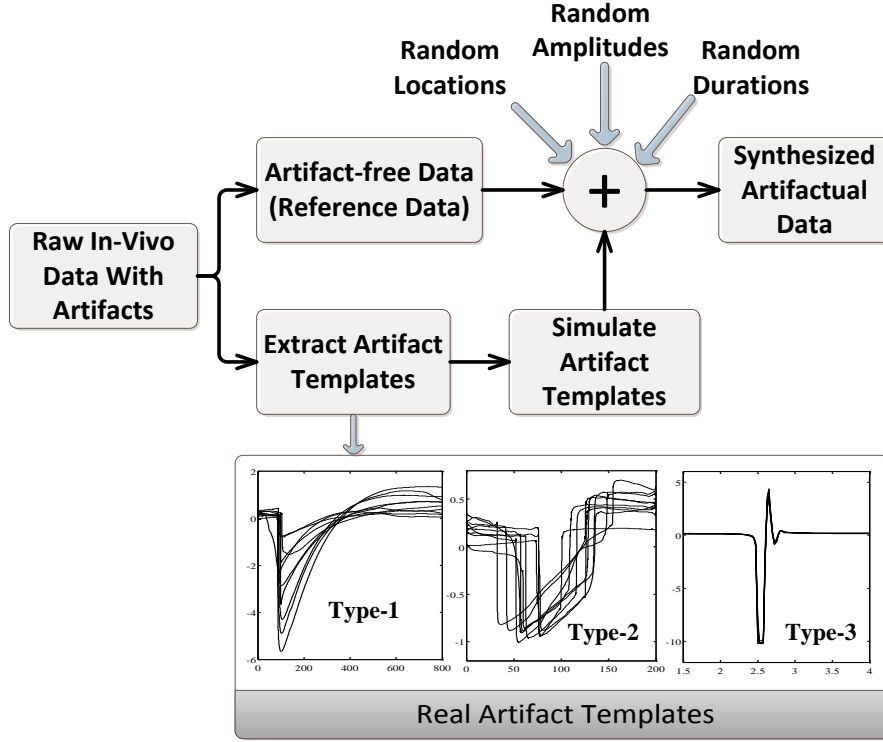 Random
Amplitudes
Random
Locations
Random
Durations
Artifact-free Data
(Reference Data)
+
Synthesized
Artifactual
Data
Raw In-Vivo
Data With
Artifacts
Extract Artifact
Templates
Simulate
Artifact
Templates
2
0
-2
-4
-6
0 200 400 600 800
Type-1
0.5
0
-0.5
-1
0 50 100 150 200
Type-2
5
0
-5
-10
1.5 2 2.5 3 3.5 4
Type-3
Real Artifact Templates